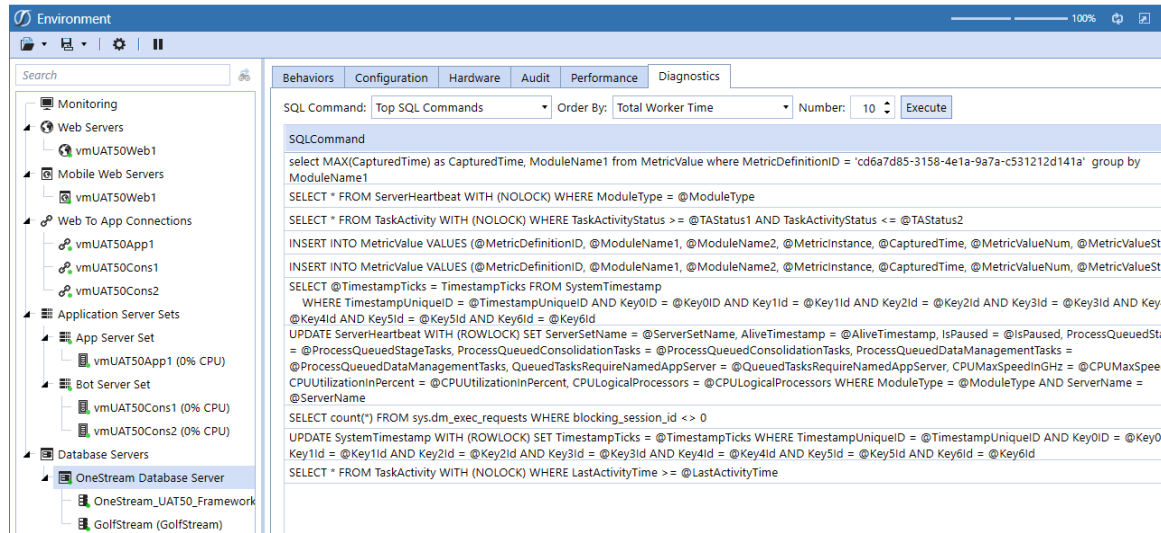 Environment
100%
Search
Monitoring
Web Servers
vmUAT50Web1
Mobile Web Servers
vmUAT50Web1
Web To App Connections
vmUAT50App1
vmUAT50Cons1
vmUAT50Cons2
Application Server Sets
App Server Set
vmUAT50App1 (0% CPU)
Bot Server Set
vmUAT50Cons1 (0% CPU)
vmUAT50Cons2 (0% CPU)
Database Servers
OneStream Database Server
OneStream_UAT50_Framework
GolfStream (GolfStream)
Behaviors Configuration Hardware Audit Performance Diagnostics
SQL Command: Top SQL Commands Order By: Total Worker Time Number: 10 Execute
SQLCommand
select MAX(CapturedTime) as CapturedTime, ModuleName1 from MetricValue where MetricDefinitionID = 'cd6a7d85-3158-4e1a-9a7a-c531212d141a' group by
ModuleName1
SELECT * FROM ServerHeartbeat WITH (NOLOCK) WHERE ModuleType = @ModuleType
SELECT * FROM TaskActivity WITH (NOLOCK) WHERE TaskActivityStatus >= @TAStatus1 AND TaskActivityStatus <= @TAStatus2
INSERT INTO MetricValue VALUES (@MetricDefinitionID, @ModuleName1, @ModuleName2, @MetricInstance, @CapturedTime, @MetricValueNum, @MetricValueSt
INSERT INTO MetricValue VALUES (@MetricDefinitionID, @ModuleName1, @ModuleName2, @MetricInstance, @CapturedTime, @MetricValueNum, @MetricValueSt
SELECT @TimestampTicks = TimestampTicks FROM SystemTimestamp
WHERE TimestampUniqueID = @TimestampUniqueID AND Key0ID = @Key0ID AND Key1Id = @Key1Id AND Key2Id = @Key2Id AND Key3Id = @Key3Id AND Key
@Key4Id AND Key5Id = @Key5Id AND Key6Id = @Key6Id
UPDATE ServerHeartbeat WITH (ROWLOCK) SET ServerSetName = @ServerSetName, AliveTimestamp = @AliveTimestamp, IsPaused = @IsPaused, ProcessQueuedSta
= @ProcessQueuedStageTasks, ProcessQueuedConsolidationTasks = @ProcessQueuedConsolidationTasks, ProcessQueuedDataManagementTasks =
@ProcessQueuedDataManagementTasks, QueuedTasksRequireNamedAppServer = @QueuedTasksRequireNamedAppServer, CPUMaxSpeedInGHz = @CPUMaxSpee
CPUUtilizationInPercent = @CPUUtilizationInPercent, CPULogicalProcessors = @CPULogicalProcessors WHERE ModuleType = @ModuleType AND ServerName =
@ServerName
SELECT count(*) FROM sys.dm_exec_requests WHERE blocking_session_id <> 0
UPDATE SystemTimestamp WITH (ROWLOCK) SET TimestampTicks = @TimestampTicks WHERE TimestampUniqueID = @TimestampUniqueID AND Key0ID = @Key0
Key1Id = @Key1Id AND Key2Id = @Key2Id AND Key3Id = @Key3Id AND Key4Id = @Key4Id AND Key5Id = @Key5Id AND Key6Id = @Key6Id
SELECT * FROM TaskActivity WITH (NOLOCK) WHERE LastActivityTime >= @LastActivityTime